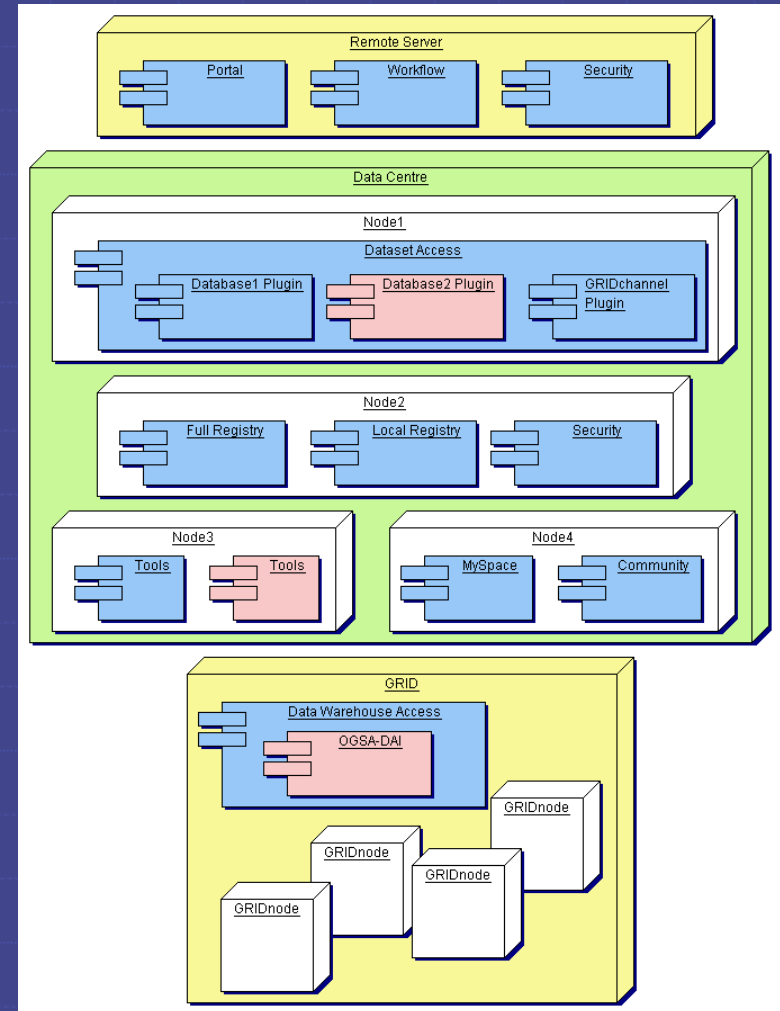 Remote Server
Portal
Workflow
Security
Data Centre
Node1
Dataset Access
Database1 Plugin
Database2 Plugin
GRIDchannel
Plugin
Node2
Full Registry
Local Registry
Security
Node3
Tools
Tools
Node4
MySpace
Community
GRID
Data Warehouse Access
OGSA-DAI
GRIDnode
GRIDnode
GRIDnode
GRIDnode